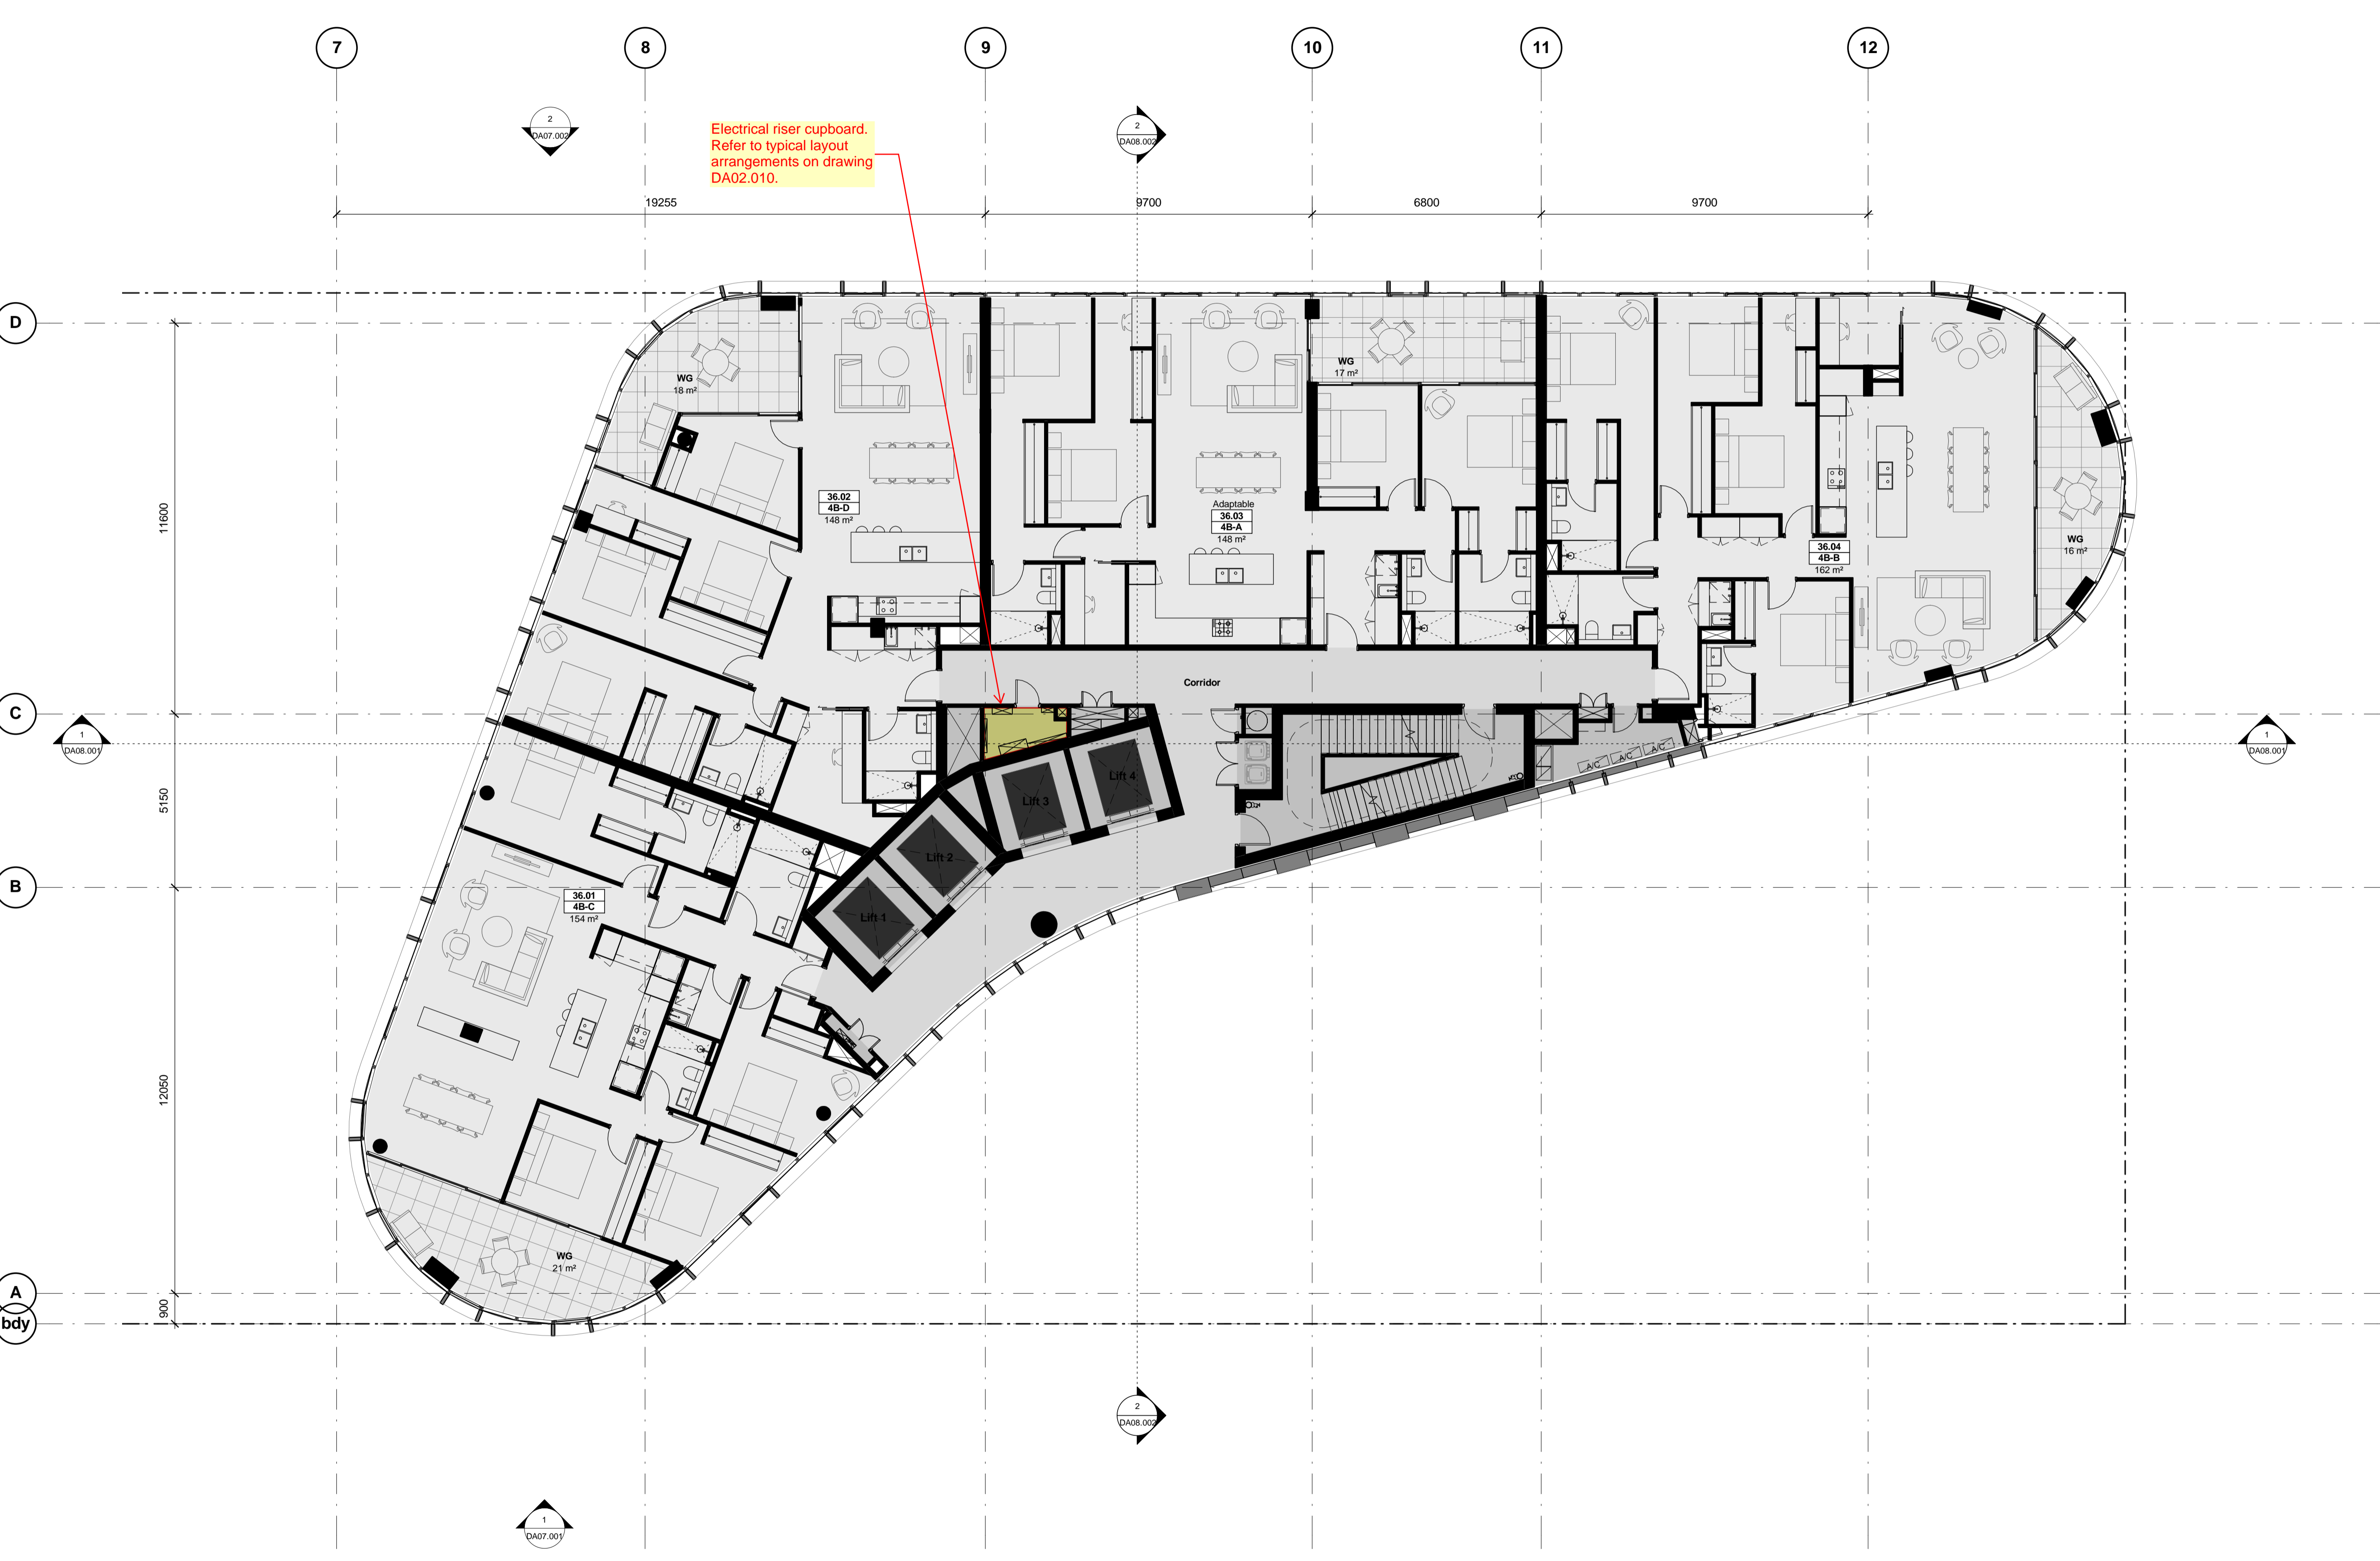 7
8
9
10
11
12
2
DA07.002
2
DA08.002
Electrical riser cupboard.
Refer to typical layout
arrangements on drawing
DA02.010.
19255
9700
6800
9700
D
WG
18 m²
WG
17 m²
36.02
4B-D
148 m²
Adaptable
36.03
4B-A
148 m²
36.04
4B-B
162 m²
WG
16 m²
11600
Corridor
C
1
DA08.001
1
DA08.001
A/C
A/C
A/C
Lift 4
Lift 3
5150
Lift 2
B
36.01
4B-C
154 m²
Lift 1
12050
WG
21 m²
A
900
bdy
2
DA08.002
1
DA07.001